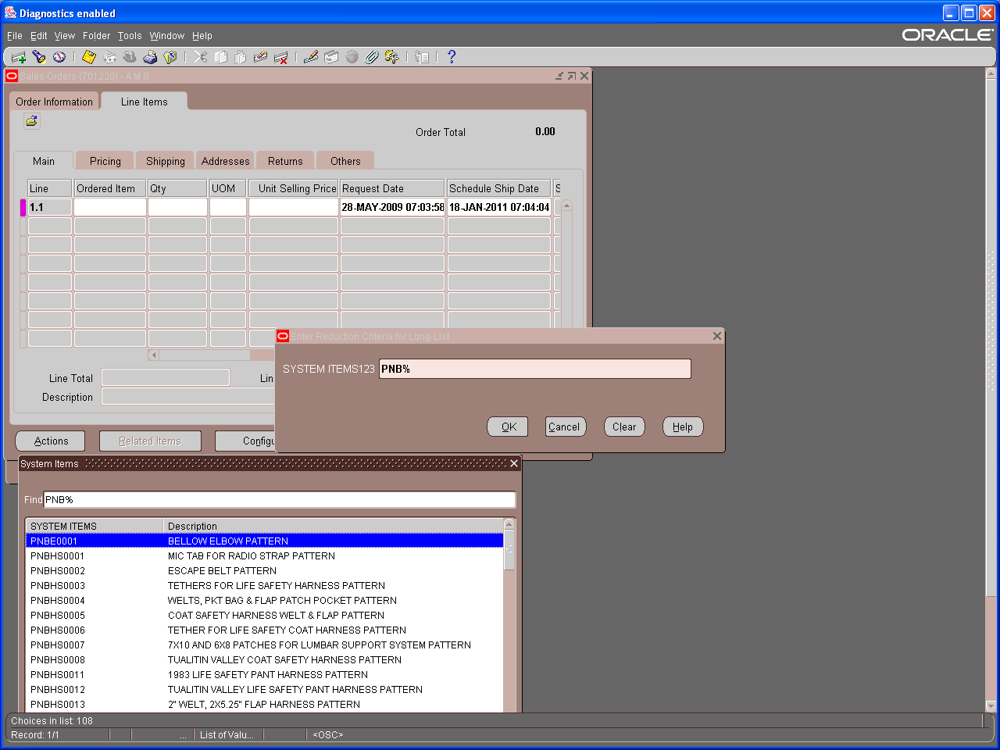 Diagnostics enabled
File Edit View Folder Tools Window Help
ORACLE
Sales Orders (701220) - A M S
Order Information Line Items
Order Total 0.00
Main Pricing Shipping Addresses Returns Others
Line Ordered Item Qty UOM Unit Selling Price Request Date Schedule Ship Date S
1.1 28-MAY-2009 07:03:58 18-JAN-2011 07:04:04
Enter Reduction Criteria for Long-List
SYSTEM ITEMS123 PNB%
Line Total Lin
Description
OK Cancel Clear Help
Actions Related Items Configu
System Items
Find PNB%
SYSTEM ITEMS Description
PNBE0001 BELLOW ELBOW PATTERN
PNBHS0001 MIC TAB FOR RADIO STRAP PATTERN
PNBHS0002 ESCAPE BELT PATTERN
PNBHS0003 TETHERS FOR LIFE SAFETY HARNESS PATTERN
PNBHS0004 WELTS, PKT BAG & FLAP PATCH POCKET PATTERN
PNBHS0005 COAT SAFETY HARNESS WELT & FLAP PATTERN
PNBHS0006 TETHER FOR LIFE SAFETY COAT HARNESS PATTERN
PNBHS0007 7X10 AND 6X8 PATCHES FOR LUMBAR SUPPORT SYSTEM PATTERN
PNBHS0008 TUALITIN VALLEY COAT SAFETY HARNESS PATTERN
PNBHS0011 1983 LIFE SAFETY PANT HARNESS PATTERN
PNBHS0012 TUALITIN VALLEY LIFE SAFETY PANT HARNESS PATTERN
PNBHS0013 2" WELT, 2X5.25" FLAP HARNESS PATTERN
Choices in list: 108
Record: 1/1 ... List of Valu... <OSC>